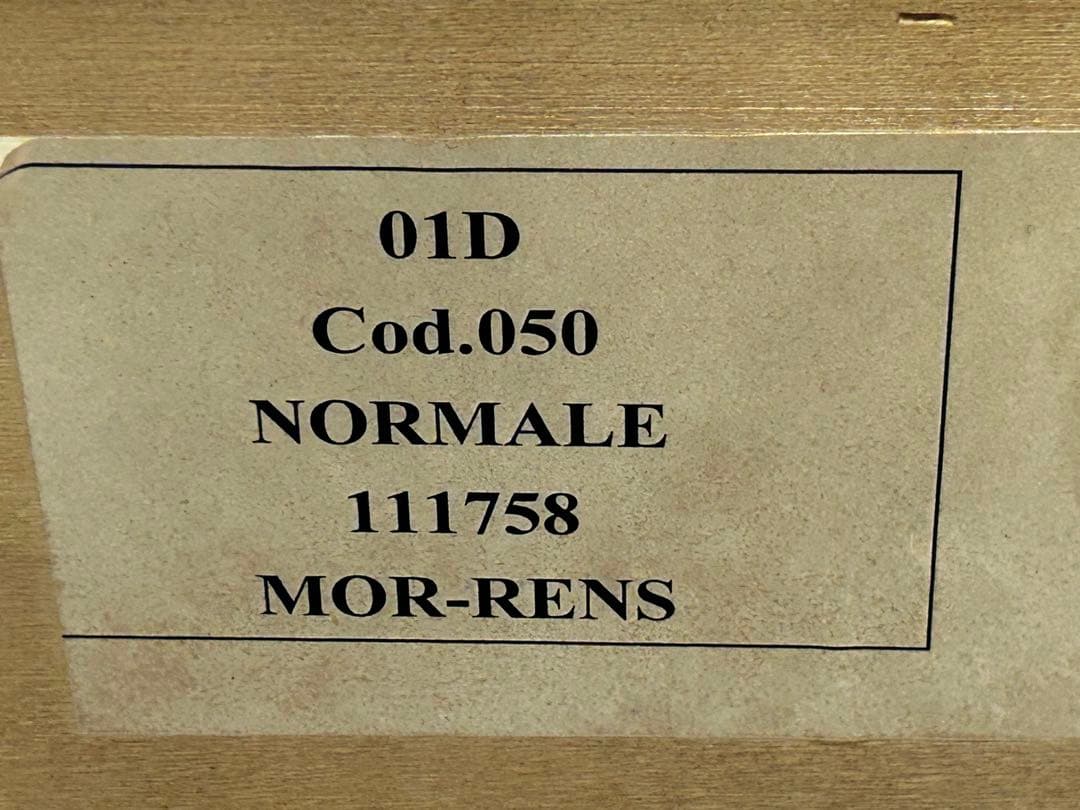 01D
Cod.050
NORMALE
111758
MOR-RENS